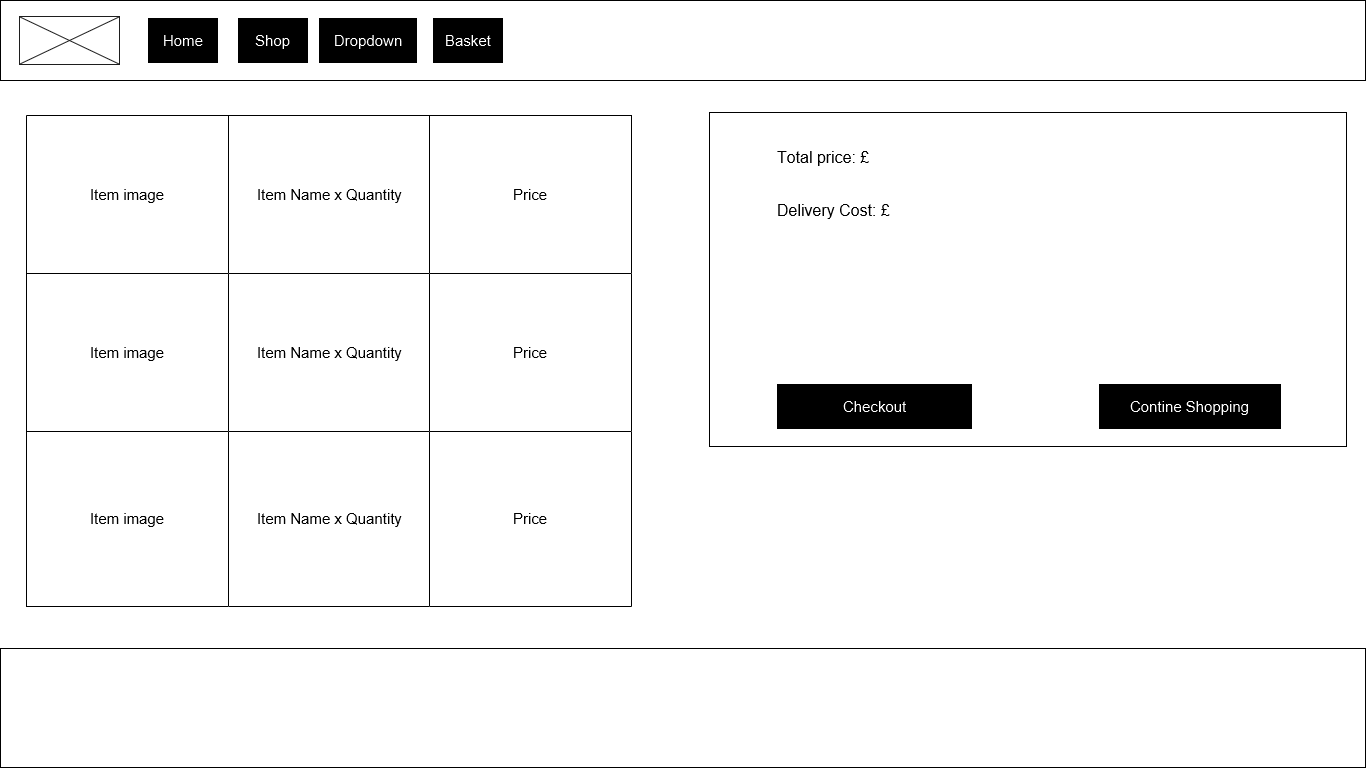 Home
Shop
Dropdown
Basket
Item image
Item Name x Quantity
Price
Item image
Item Name x Quantity
Price
Item image
Item Name x Quantity
Price
Total price: £
Delivery Cost: £
Checkout
Contine Shopping